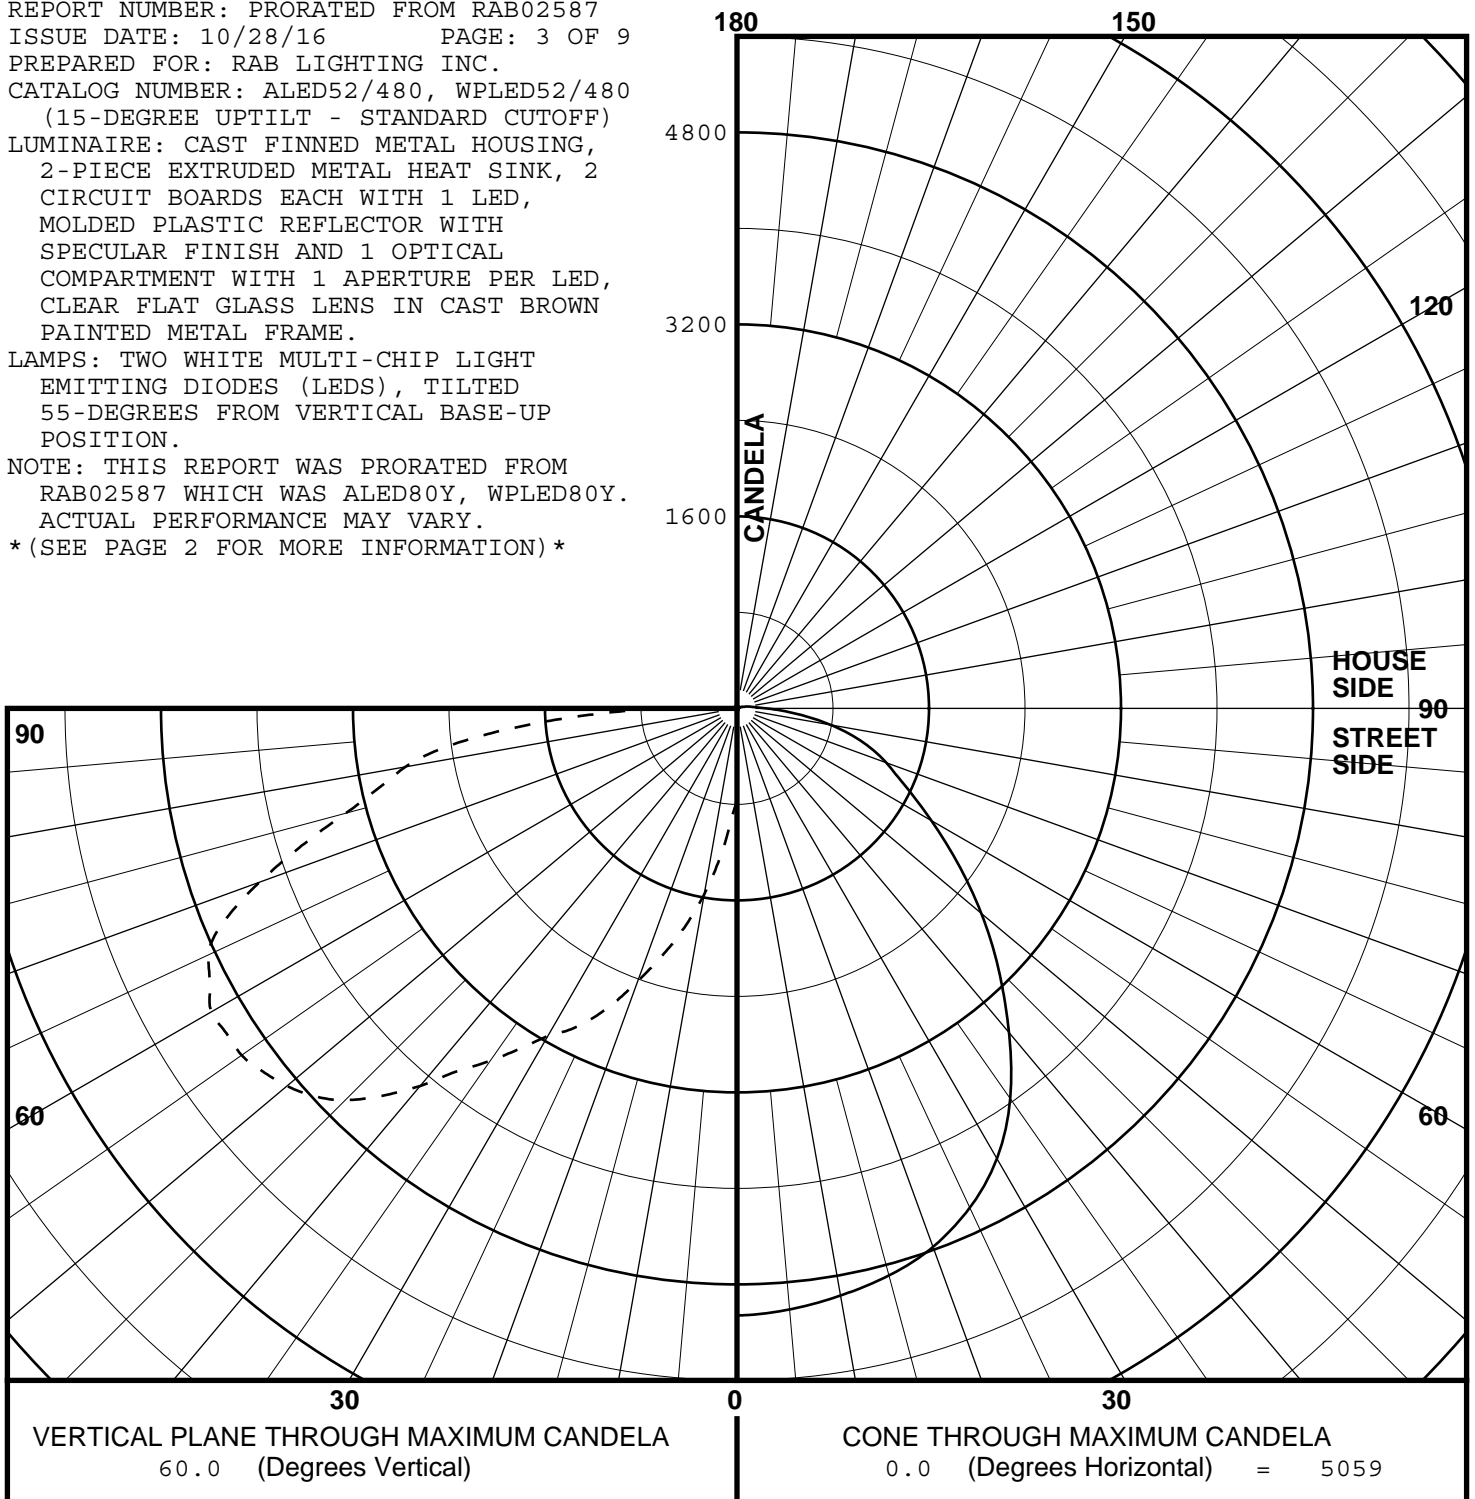 REPORT NUMBER: PRORATED FROM RAB02587
ISSUE DATE: 10/28/16 PAGE: 3 OF 9
PREPARED FOR: RAB LIGHTING INC.
CATALOG NUMBER: ALED52/480, WPLED52/480
(15-DEGREE UPTILT - STANDARD CUTOFF)
LUMINAIRE: CAST FINNED METAL HOUSING,
2-PIECE EXTRUDED METAL HEAT SINK, 2
CIRCUIT BOARDS EACH WITH 1 LED,
MOLDED PLASTIC REFLECTOR WITH
SPECULAR FINISH AND 1 OPTICAL
COMPARTMENT WITH 1 APERTURE PER LED,
CLEAR FLAT GLASS LENS IN CAST BROWN
PAINTED METAL FRAME.
LAMPS: TWO WHITE MULTI-CHIP LIGHT
EMITTING DIODES (LEDS), TILTED
55-DEGREES FROM VERTICAL BASE-UP
POSITION.
NOTE: THIS REPORT WAS PRORATED FROM
RAB02587 WHICH WAS ALED80Y, WPLED80Y.
ACTUAL PERFORMANCE MAY VARY.
*(SEE PAGE 2 FOR MORE INFORMATION)*
180
150
4800
120
3200
CANDELA
1600
HOUSE
SIDE
90
90
STREET
SIDE
60
60
30
0
30
VERTICAL PLANE THROUGH MAXIMUM CANDELA
60.0 (Degrees Vertical)
CONE THROUGH MAXIMUM CANDELA
0.0 (Degrees Horizontal) = 5059